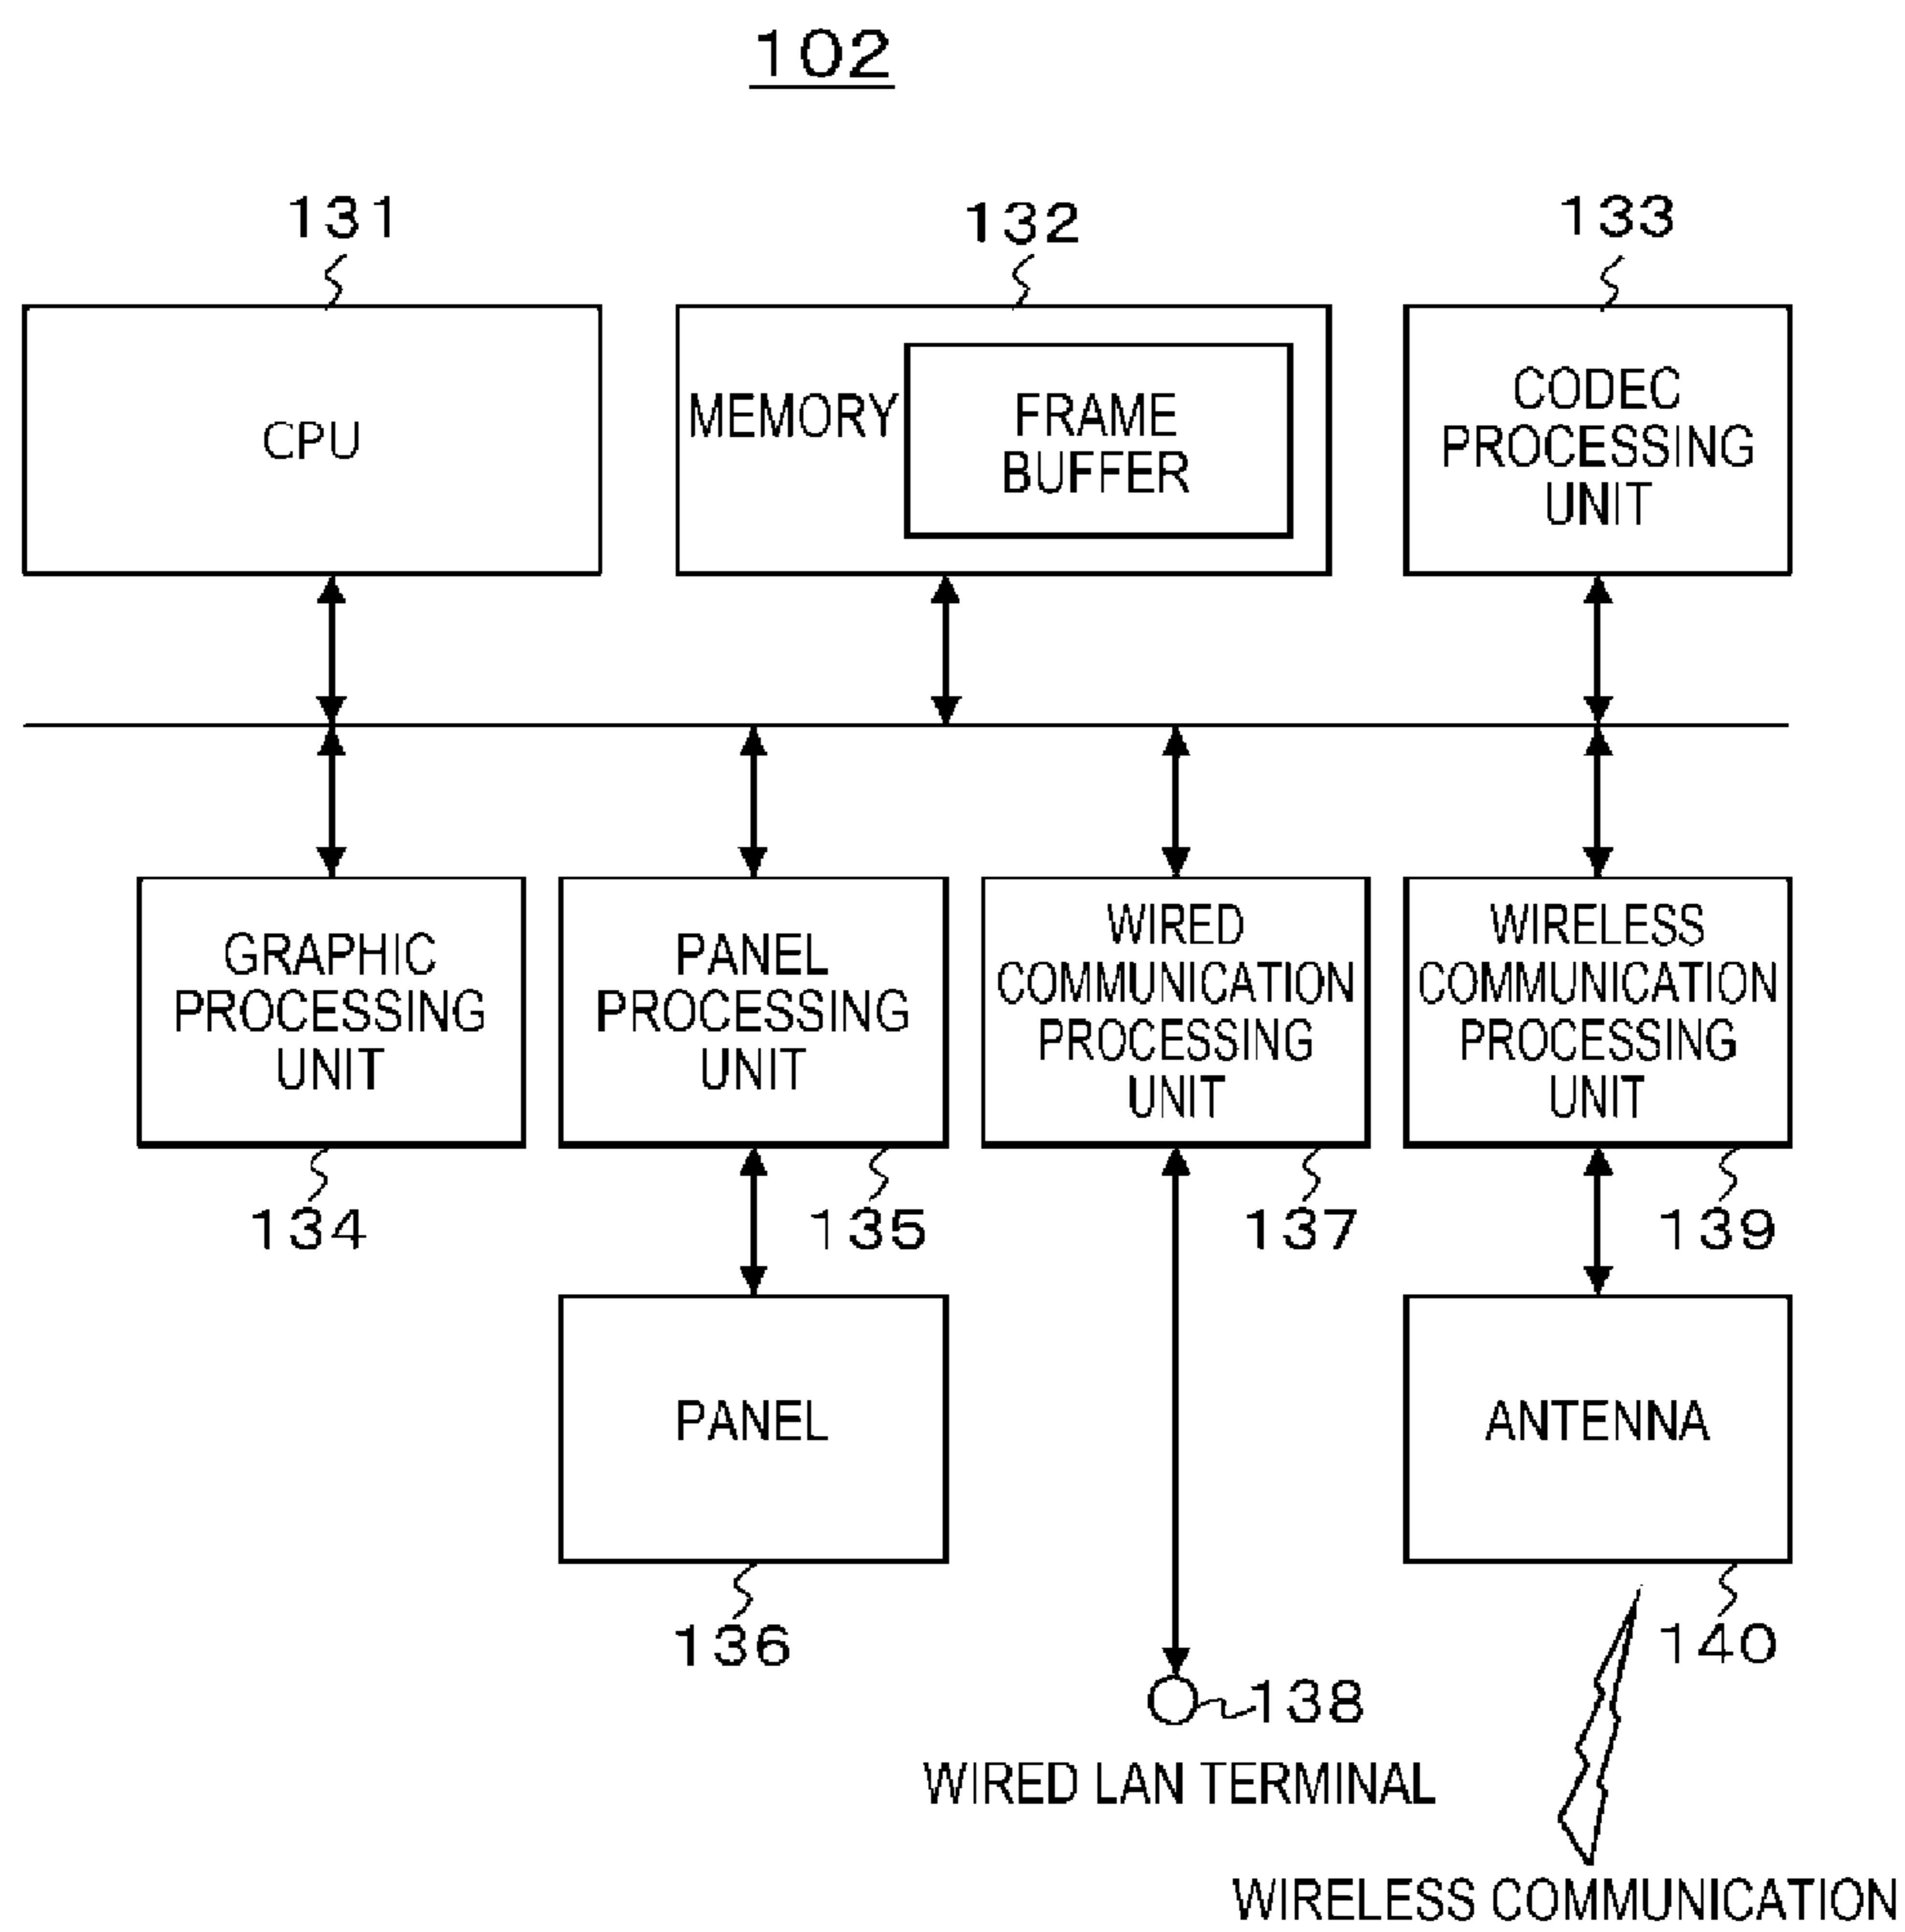 102
131
132
133
CPU
MEMORY
FRAME
BUFFER
CODEC
PROCESSING
UNIT
GRAPHIC
PROCESSING
UNIT
PANEL
PROCESSING
UNIT
WIRED
COMMUNICATION
PROCESSING
UNIT
WIRELESS
COMMUNICATION
PROCESSING
UNIT
134
135
137
139
PANEL
ANTENNA
136
140
138
WIRED LAN TERMINAL
WIRELESS COMMUNICATION